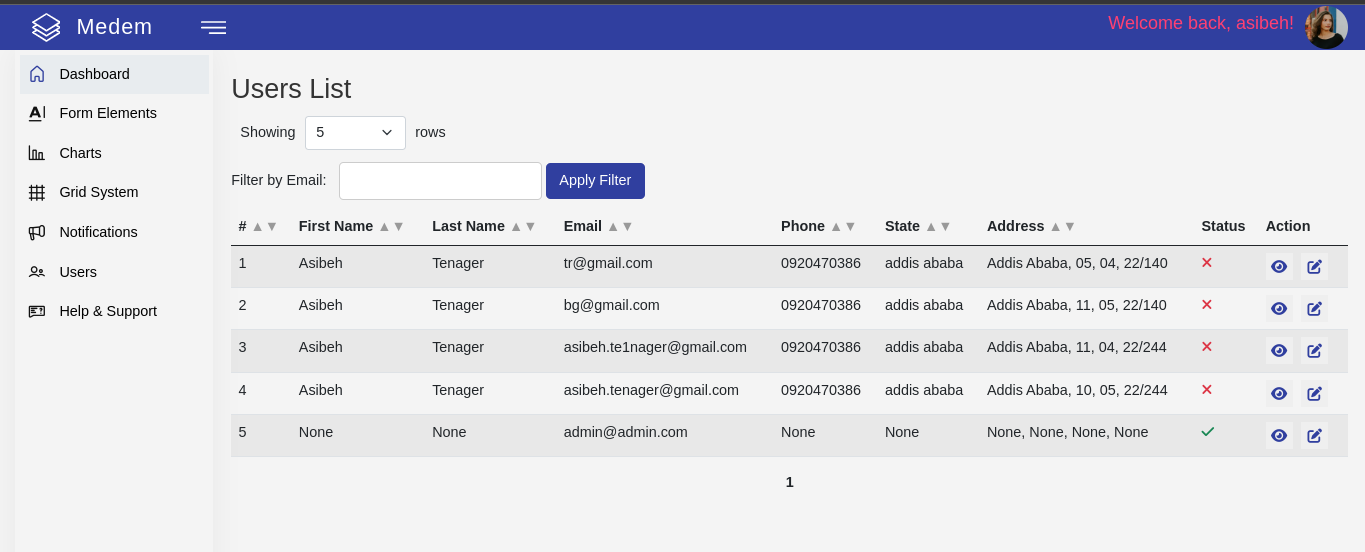 Medem
Welcome back, asibeh!
Dashboard
Form Elements
Charts
Grid System
Notifications
Users
Help & Support
Users List
Showing 5 rows
Filter by Email: Apply Filter
# ▲▼ First Name ▲▼ Last Name ▲▼ Email ▲▼ Phone ▲▼ State ▲▼ Address ▲▼ Status Action
1 Asibeh Tenager tr@gmail.com 0920470386 addis ababa Addis Ababa, 05, 04, 22/140
2 Asibeh Tenager bg@gmail.com 0920470386 addis ababa Addis Ababa, 11, 05, 22/140
3 Asibeh Tenager asibeh.te1nager@gmail.com 0920470386 addis ababa Addis Ababa, 11, 04, 22/244
4 Asibeh Tenager asibeh.tenager@gmail.com 0920470386 addis ababa Addis Ababa, 10, 05, 22/244
5 None None admin@admin.com None None None, None, None, None
1